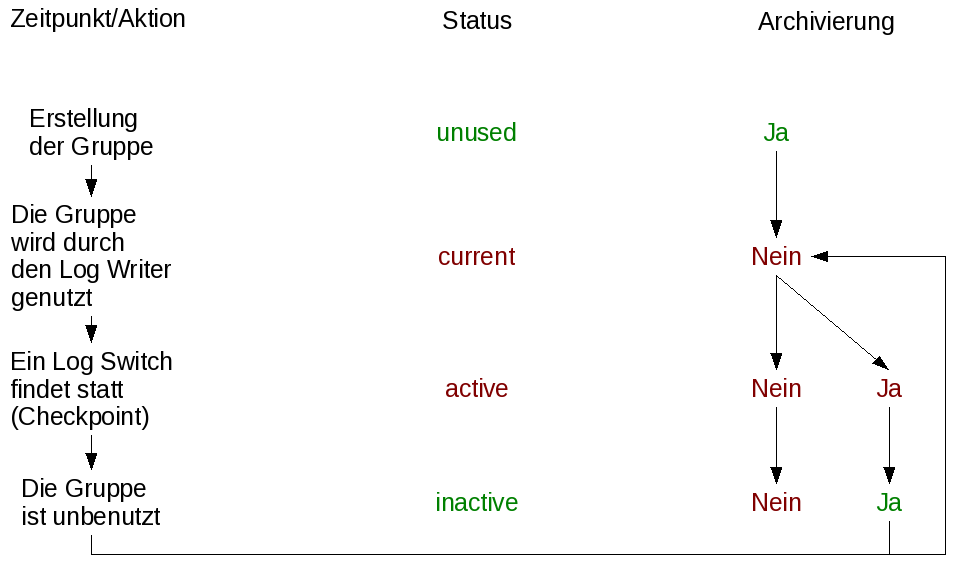 Zeitpunkt/Aktion
Status
Archivierung
Erstellung
der Gruppe
unused
Ja
Die Gruppe
wird durch
den Log Writer
genutzt
current
Nein
Ein Log Switch
findet statt
(Checkpoint)
active
Nein
Ja
Die Gruppe
ist unbenutzt
inactive
Nein
Ja